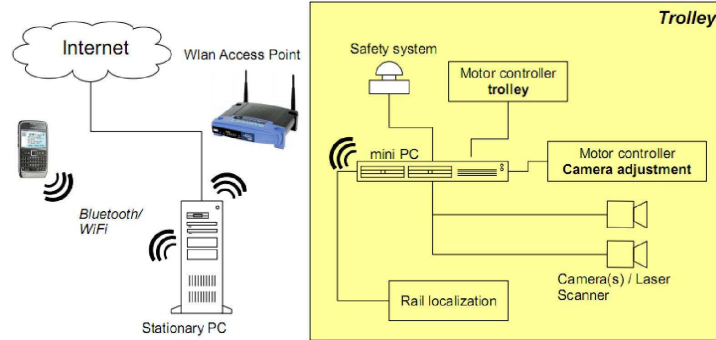 Trolley
Internet
Wlan Access Point
Safety system
Motor controller
trolley
mini PC
Motor controller
Camera adjustment
Bluetooth/
WiFi
Camera(s) / Laser
Scanner
Rail localization
Stationary PC